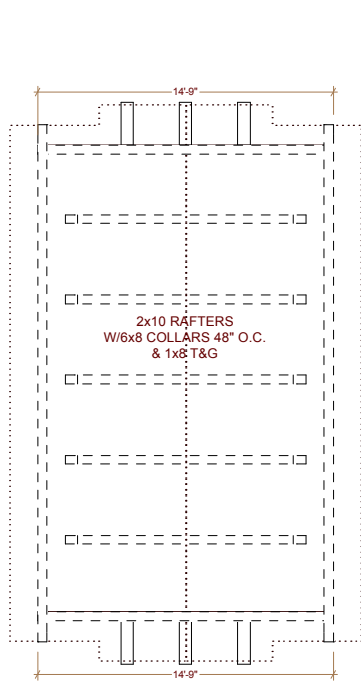 14'-9"
2x10 RAFTERS
W/6x8 COLLARS 48" O.C.
& 1x8 T&G
14'-9"